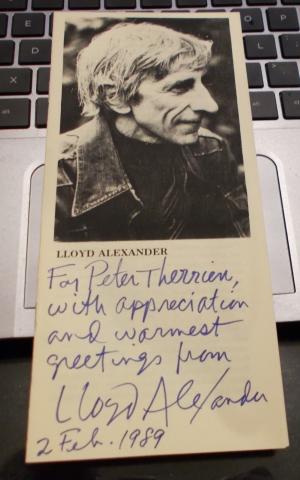 LLOYD ALEXANDER
For Peter Therrien,
with appreciation
and warmest
greetings from
Lloyd Alexander
2 Feb. 1989